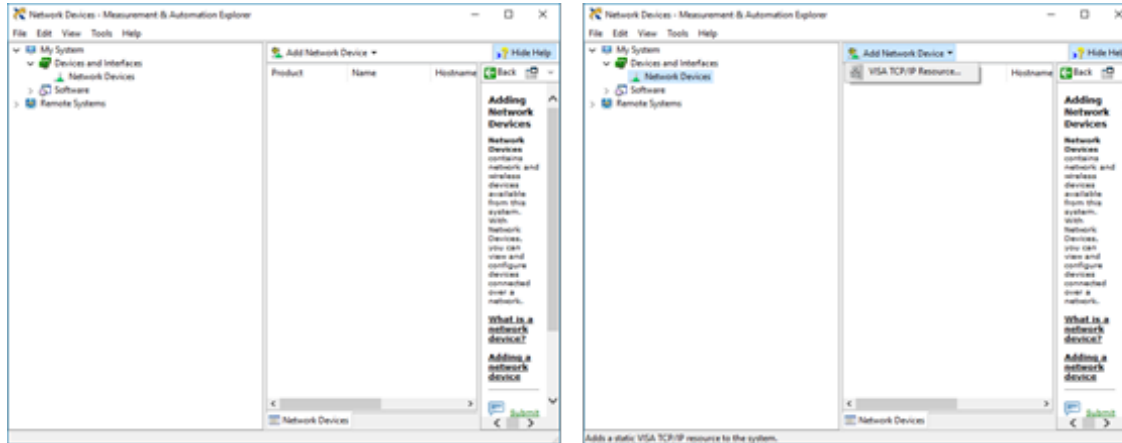 Network Devices - Measurement & Automation Explorer
File Edit View Tools Help
My System
Devices and Interfaces
Network Devices
Software
Remote Systems
Add Network Device
Hide Help
Product Name Hostname
Back
Adding
Network
Devices
Network
Devices
contains
network and
wireless
devices
available
from this
system.
With
Network
Devices,
you can
view and
configure
devices
connected
over a
network.
What is a
network
device?
Adding a
network
device
Submit
Network Devices
Network Devices - Measurement & Automation Explorer
File Edit View Tools Help
My System
Devices and Interfaces
Network Devices
Software
Remote Systems
Add Network Device
Hide Help
VISA TCP/IP Resource...
Hostname
Back
Adding
Network
Devices
Network
Devices
contains
network and
wireless
devices
available
from this
system.
With
Network
Devices,
you can
view and
configure
devices
connected
over a
network.
What is a
network
device?
Adding a
network
device
Submit
Network Devices
Adds a static VISA TCP/IP resource to the system.